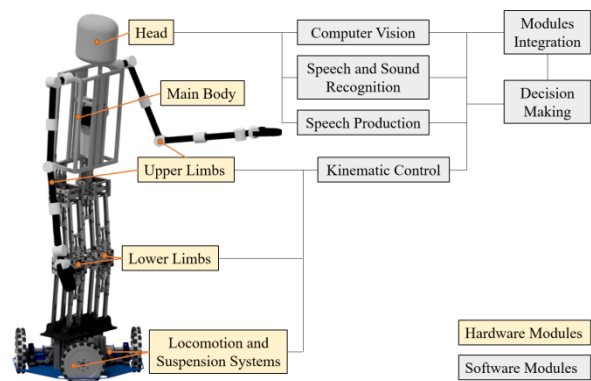 Head
Computer Vision
Modules
Integration
Main Body
Speech and Sound
Recognition
Decision
Making
Speech Production
Upper Limbs
Kinematic Control
Lower Limbs
Locomotion and
Suspension Systems
Hardware Modules
Software Modules